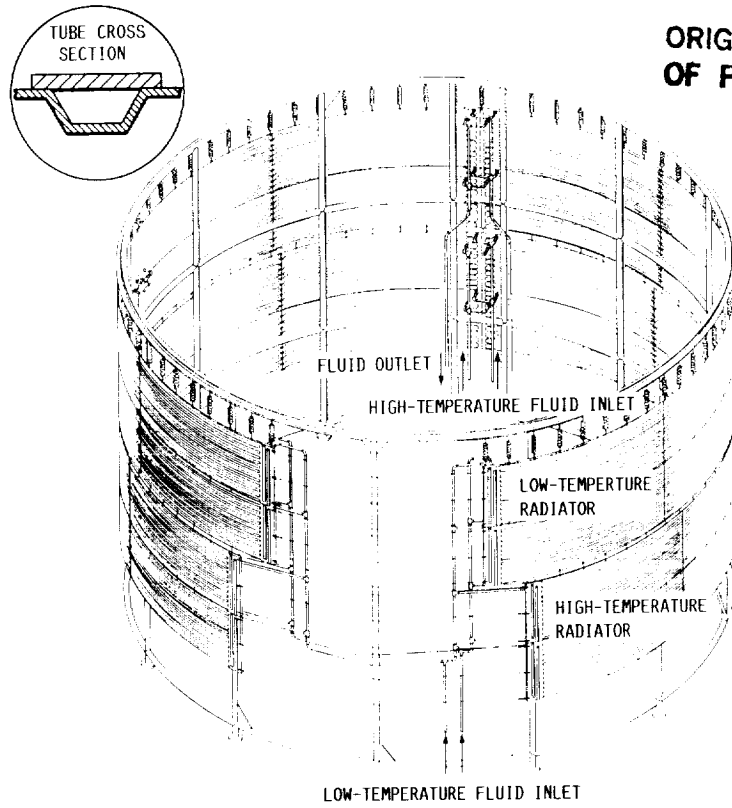 TUBE CROSS
SECTION
ORIG
OF
FLUID OUTLET
HIGH-TEMPERATURE FLUID INLET
LOW-TEMPERTURE
RADIATOR
HIGH-TEMPERATURE
RADIATOR
LOW-TEMPERATURE FLUID INLET